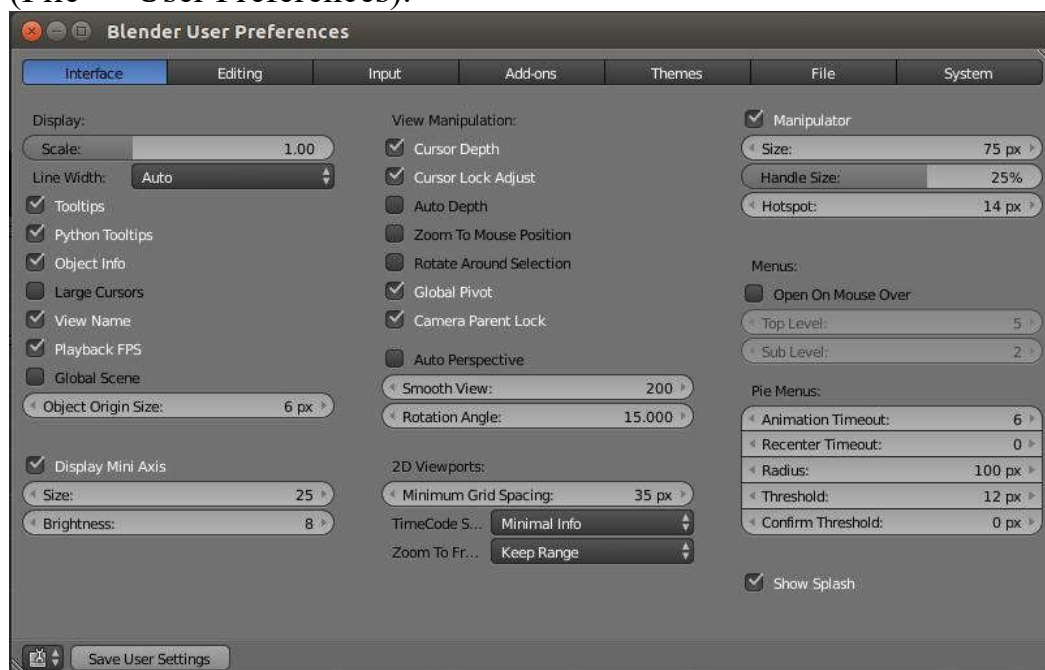 (File → User Preferences):
Blender User Preferences
Interface Editing Input Add-ons Themes File System
Display:
Scale: 1.00
Line Width: Auto
Tooltips
Python Tooltips
Object Info
Large Cursors
View Name
Playback FPS
Global Scene
Object Origin Size: 6 px
Display Mini Axis
Size: 25
Brightness: 8
View Manipulation:
Cursor Depth
Cursor Lock Adjust
Auto Depth
Zoom To Mouse Position
Rotate Around Selection
Global Pivot
Camera Parent Lock
Auto Perspective
Smooth View: 200
Rotation Angle: 15.000
2D Viewports:
Minimum Grid Spacing: 35 px
TimeCode S... Minimal Info
Zoom To Fr... Keep Range
Manipulator
Size: 75 px
Handle Size: 25%
Hotspot: 14 px
Menus:
Open On Mouse Over
Top Level: 5
Sub Level: 2
Pie Menus:
Animation Timeout: 6
Recenter Timeout: 0
Radius: 100 px
Threshold: 12 px
Confirm Threshold: 0 px
Show Splash
Save User Settings